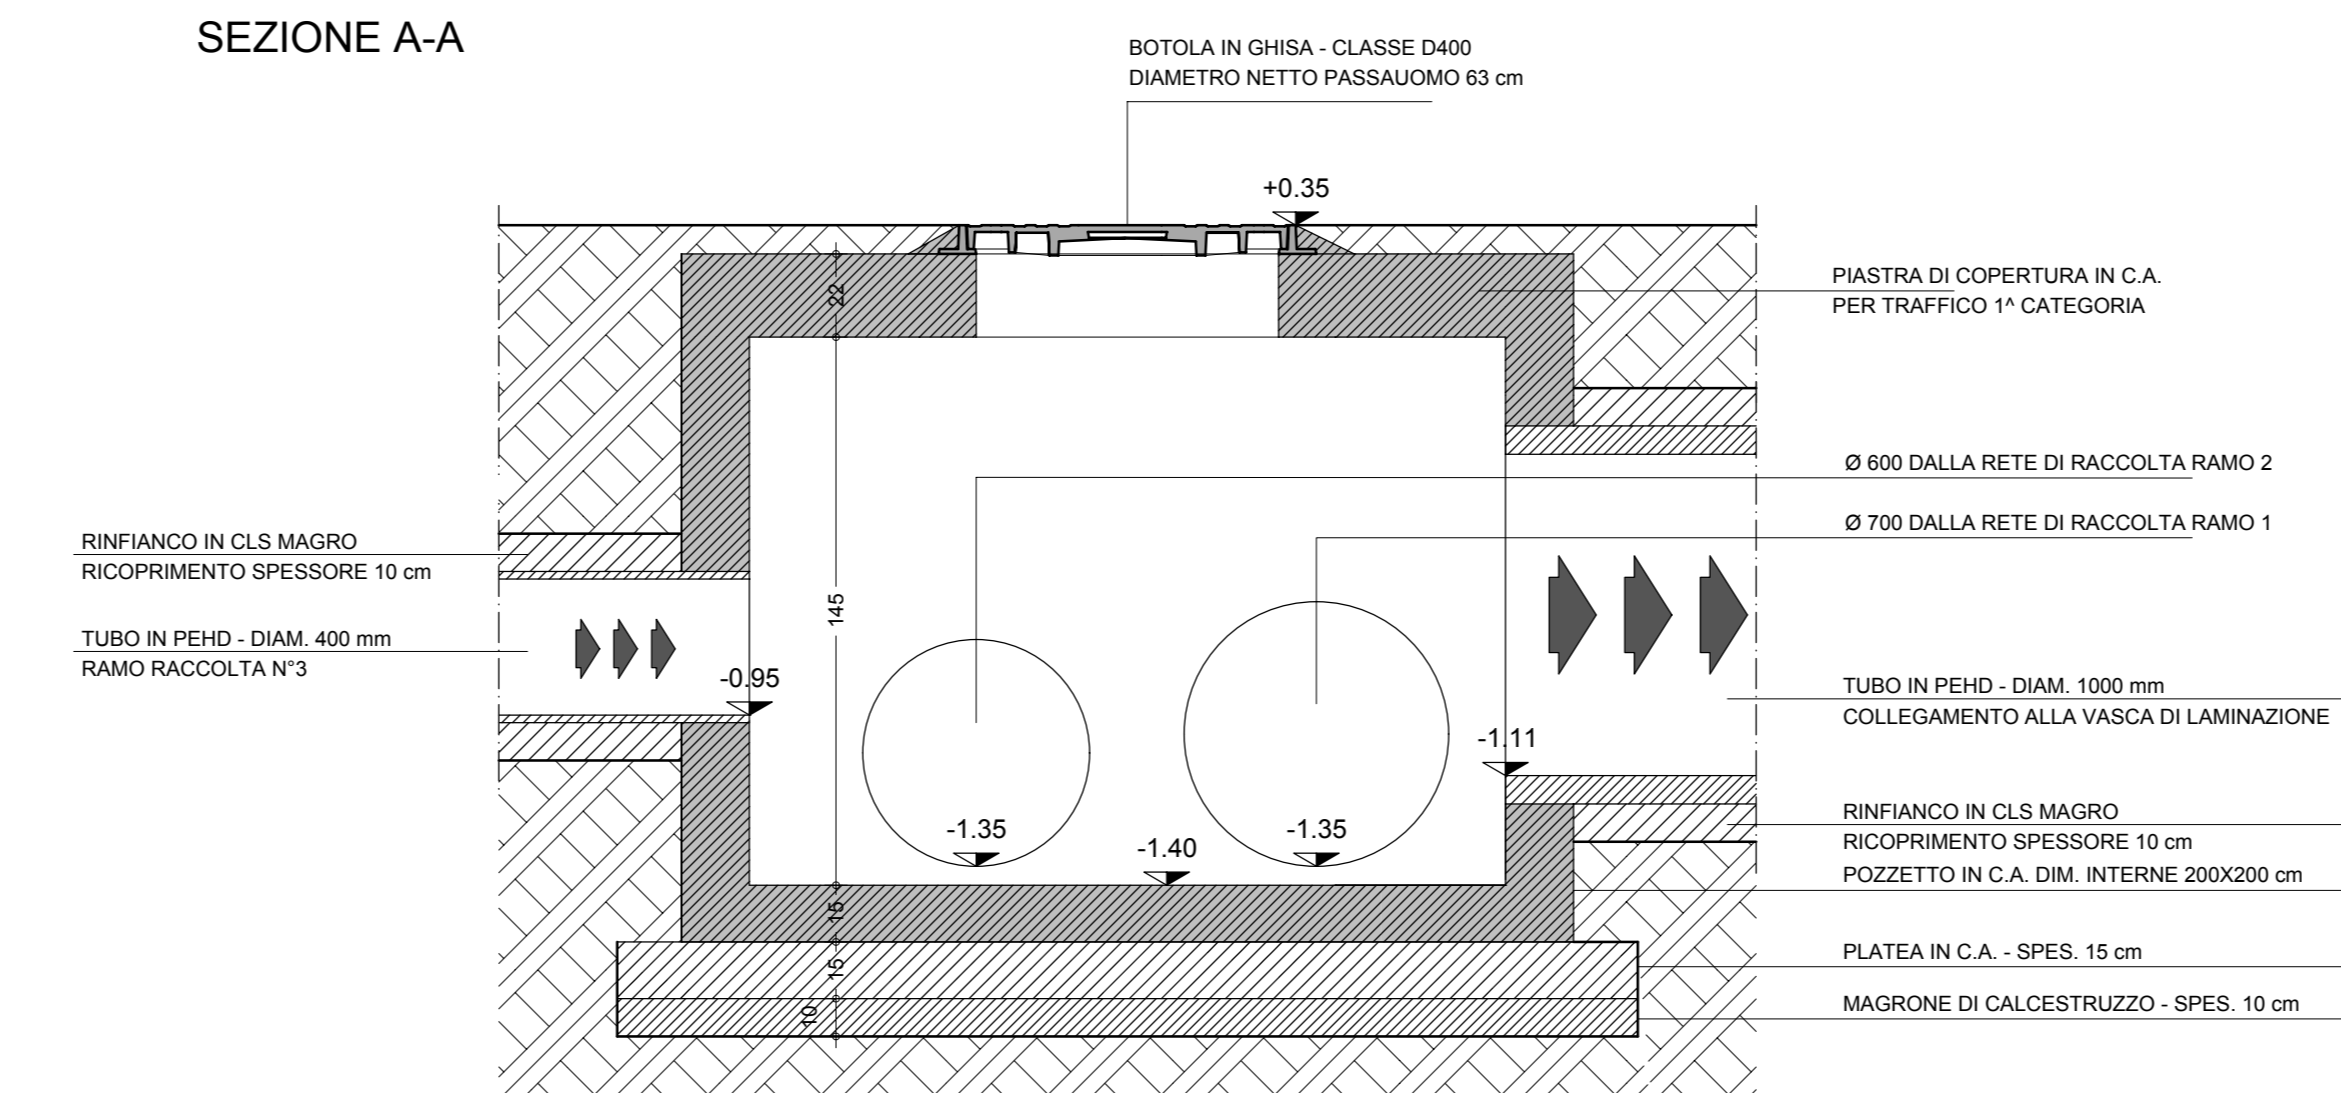 SEZIONE A-A
BOTOLA IN GHISA - CLASSE D400
DIAMETRO NETTO PASSAUOMO 63 cm
+0.35
22
PIASTRA DI COPERTURA IN C.A.
PER TRAFFICO 1^ CATEGORIA
Ø 600 DALLA RETE DI RACCOLTA RAMO 2
Ø 700 DALLA RETE DI RACCOLTA RAMO 1
RINFIANCO IN CLS MAGRO
RICOPRIMENTO SPESSORE 10 cm
145
TUBO IN PEHD - DIAM. 400 mm
RAMO RACCOLTA N°3
-0.95
TUBO IN PEHD - DIAM. 1000 mm
COLLEGAMENTO ALLA VASCA DI LAMINAZIONE
-1.11
-1.35
-1.35
-1.40
RINFIANCO IN CLS MAGRO
RICOPRIMENTO SPESSORE 10 cm
POZZETTO IN C.A. DIM. INTERNE 200X200 cm
15
PLATEA IN C.A. - SPES. 15 cm
15
MAGRONE DI CALCESTRUZZO - SPES. 10 cm
10